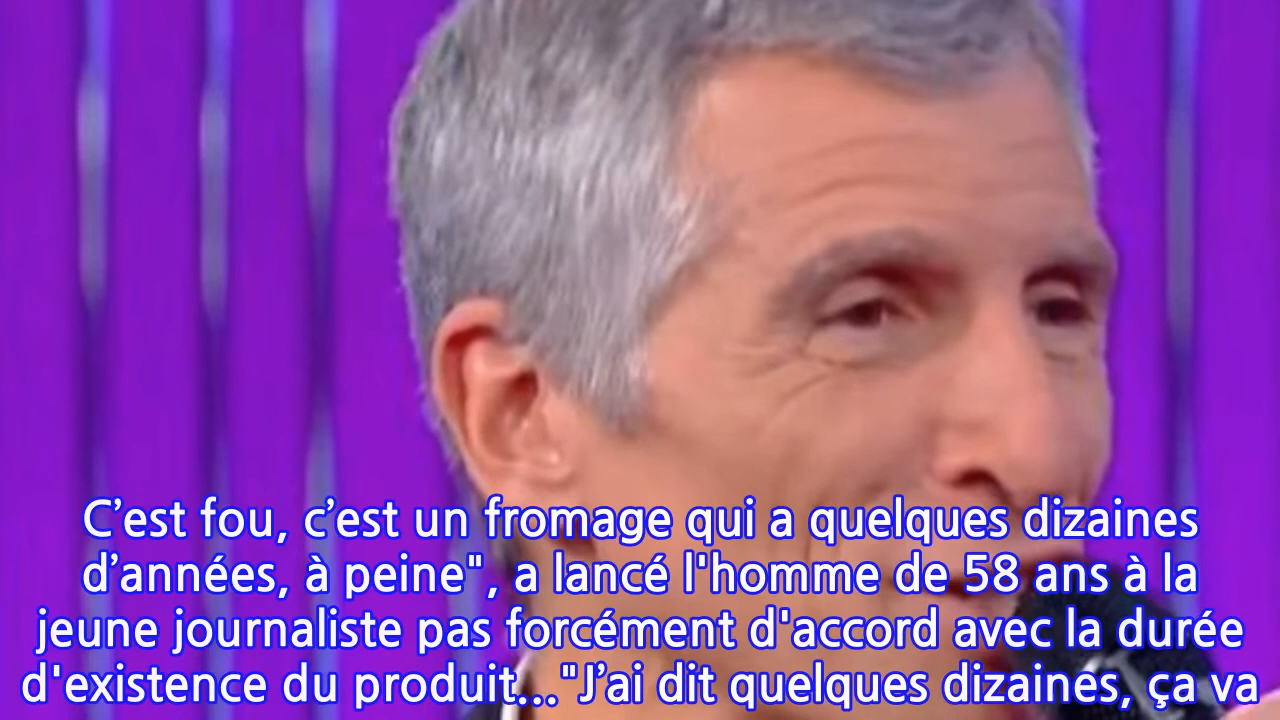 C’est fou, c’est un fromage qui a quelques dizaines
d’années, à peine", a lancé l'homme de 58 ans à la
jeune journaliste pas forcément d'accord avec la durée
d'existence du produit..."J’ai dit quelques dizaines, ça va